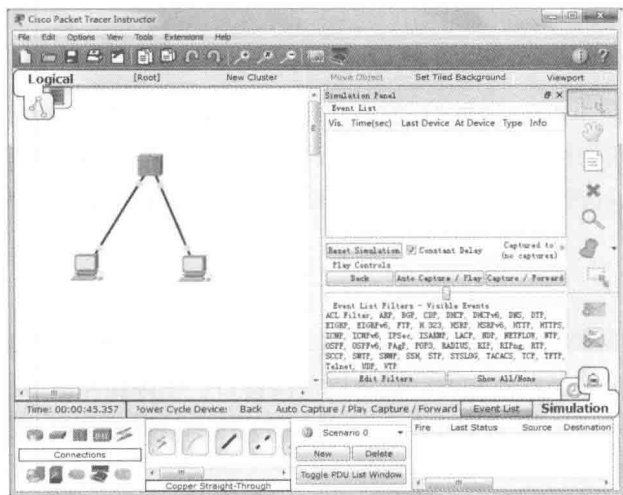 Cisco Packet Tracer Instructor
File Edit Options View Tools Extensions Help
Logical [Root] New Cluster Move Object Set Tiled Background Viewport
Simulation Panel
Event List
Vis. Time(sec) Last Device At Device Type Info
Reset Simulation Constant Delay Captured to
(no captures)
Play Controls
Back Auto Capture / Play Capture / Forward
Event List Filters - Visible Events
ACL Filter, ARP, BGP, CDP, DHCP, DHCPv6, DNS, DTP,
EIGRP, EIGRPv6, FTP, H.323, HSRP, HSRPv6, HTTP, HTTPS,
ICMP, ICMPv6, IPSec, ISAKMP, LACP, NDP, NETFLOW, NTP,
OSPF, OSPFv6, PAgP, POP3, RADIUS, RIP, RIPng, RTP,
SCCP, SMTP, SNMP, SSH, STP, SYSLOG, TACACS, TCP, TFTP,
Telnet, UDP, VTP
Edit Filters Show All/None
Time: 00:00:45.357 Power Cycle Devices Back Auto Capture / Play Capture / Forward Event List Simulation
Connections
Copper Straight-Through
Scenario 0
New Delete
Toggle PDU List Window
Fire Last Status Source Destination